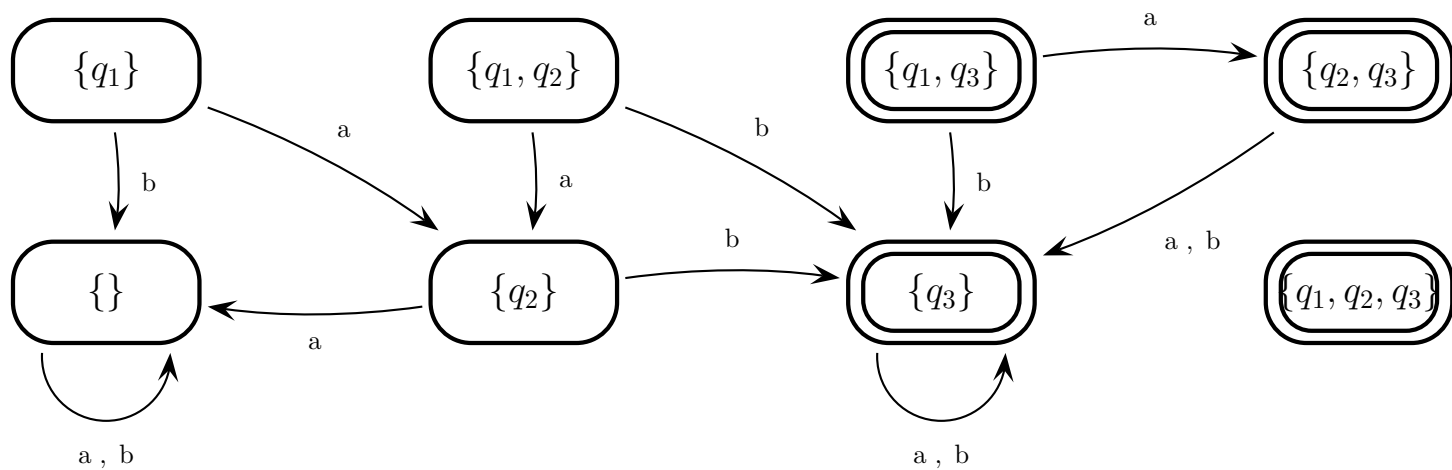 a
{q₁}
{q₁, q₂}
{q₁, q₃}
{q₂, q₃}
a
b
b
a
b
b
a , b
{}
{q₂}
{q₃}
{q₁, q₂, q₃}
a
a , b
a , b